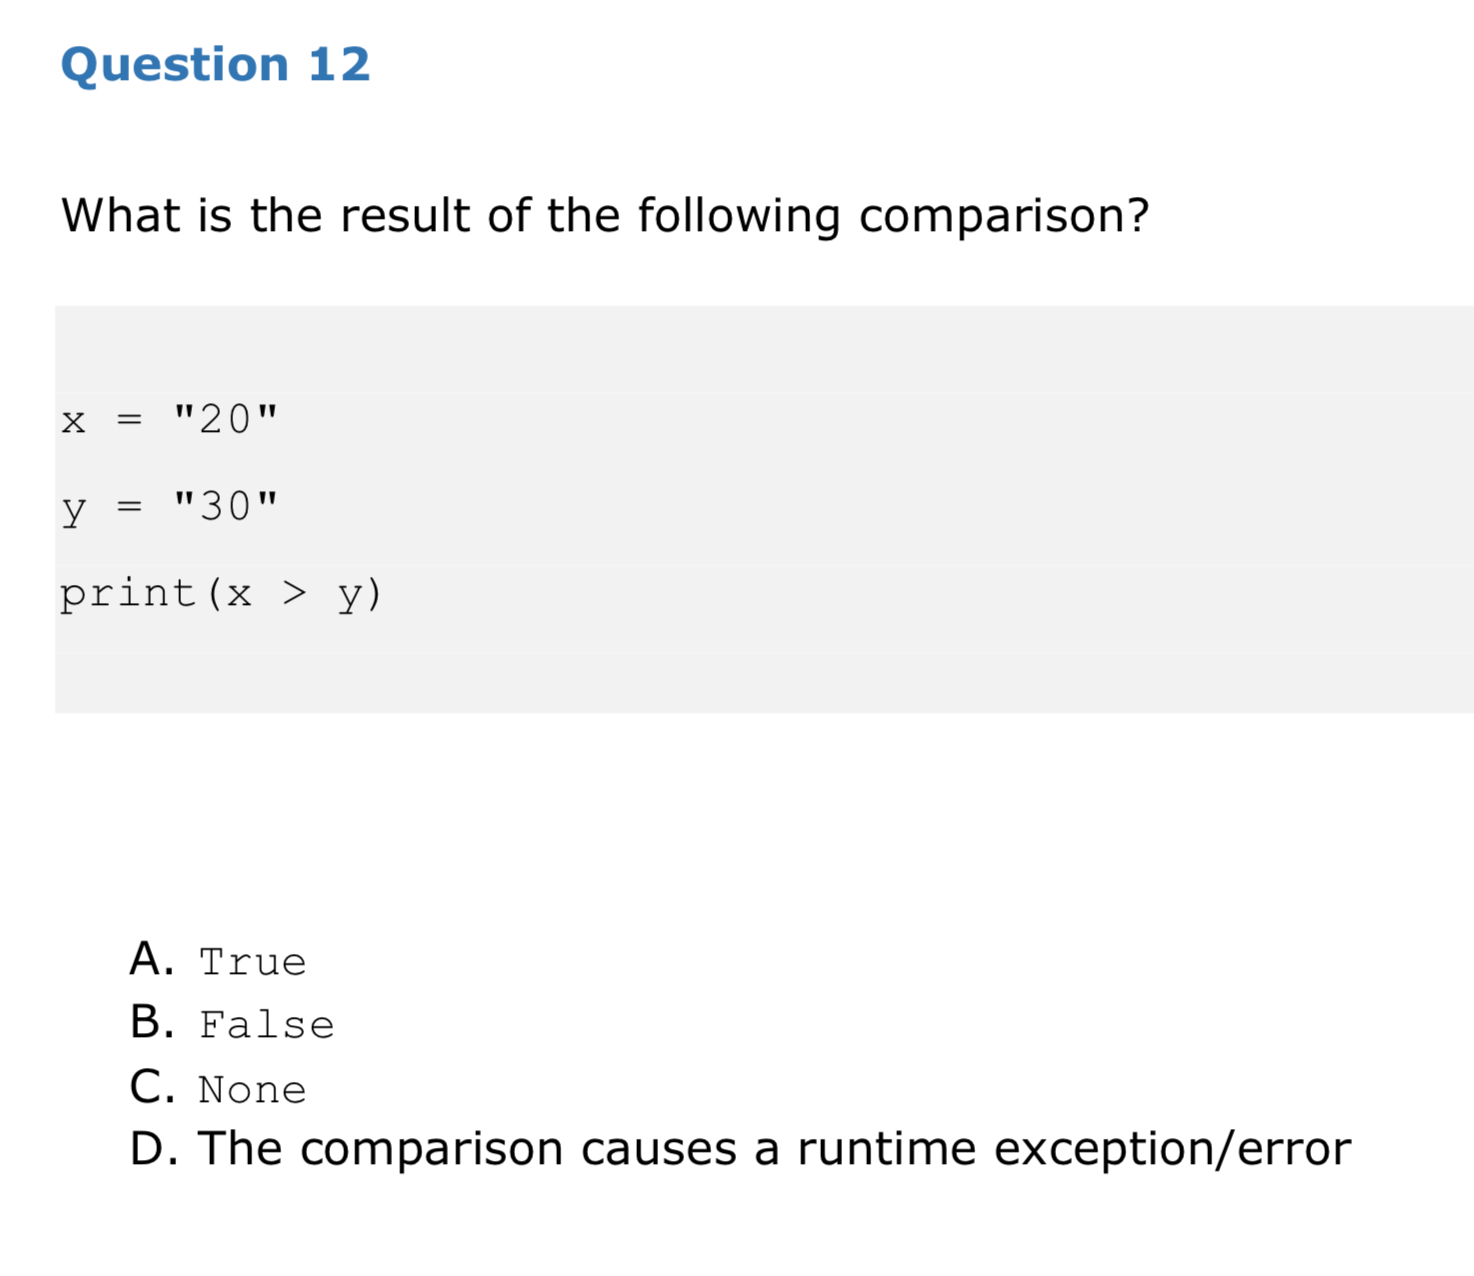 Question 12
What is the result of the following comparison?
x = "20"
y = "30"
print(x > y)
A. True
B. False
C. None
D. The comparison causes a runtime exception/error